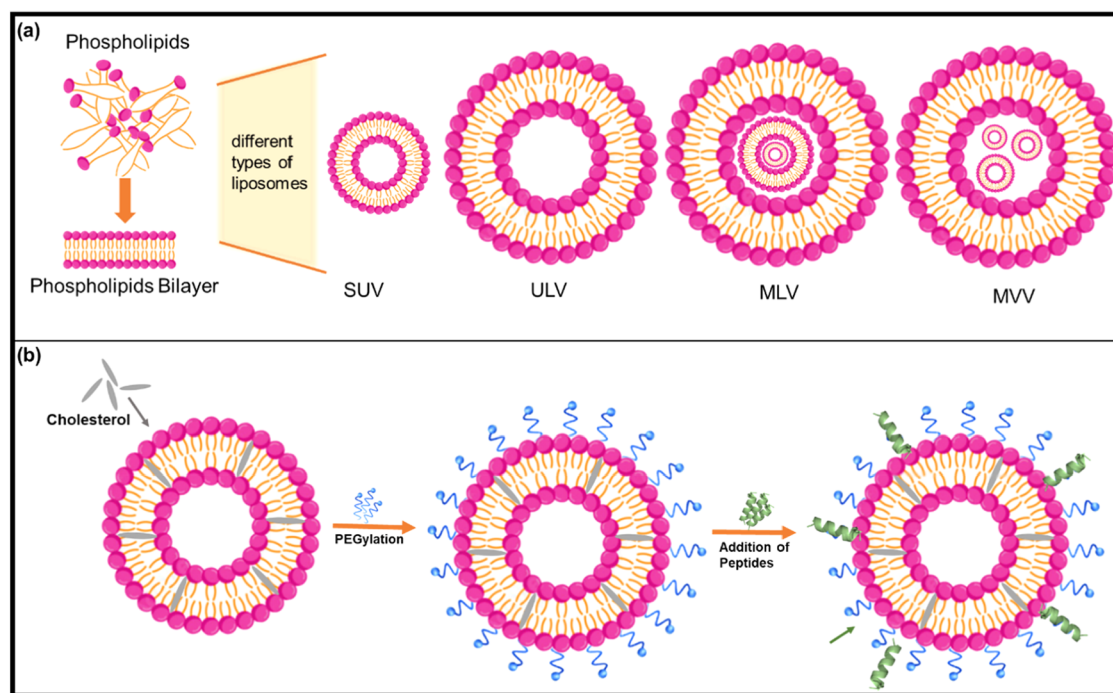 (a)
Phospholipids
Phospholipids Bilayer
different
types of
liposomes
SUV
ULV
MLV
MVV
(b)
Cholesterol
PEGylation
Addition of
Peptides